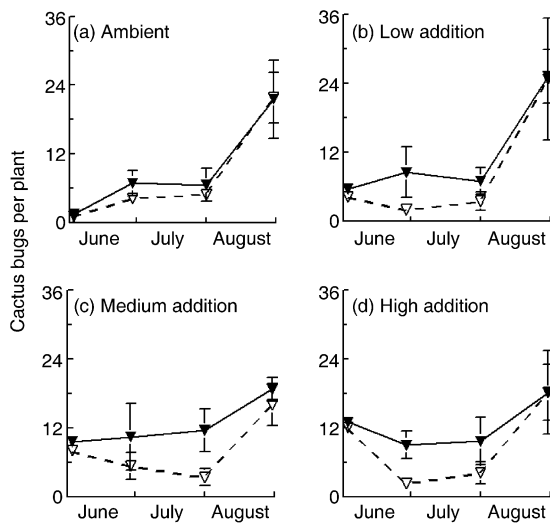 Cactus bugs per plant
(a) Ambient
36
24
12
0
June July August
(b) Low addition
36
24
12
0
June July August
(c) Medium addition
36
24
12
0
June July August
(d) High addition
36
24
12
0
June July August